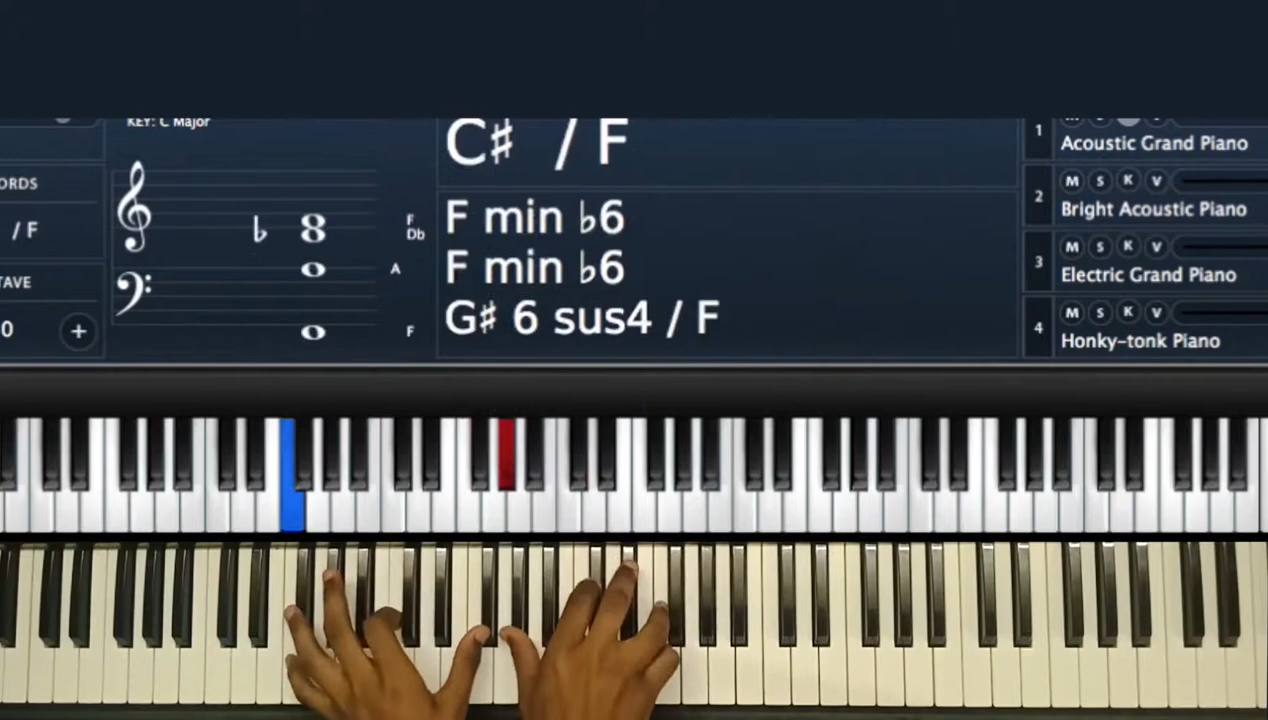 KEY: C Major
C♯ / F
1
Acoustic Grand Piano
ORDS
/ F
F
Db
F min ♭6
M S K V
2
Bright Acoustic Piano
A
F min ♭6
M S K V
3
Electric Grand Piano
TAVE
0 +
F
G♯ 6 sus4 / F
M S K V
4
Honky-tonk Piano